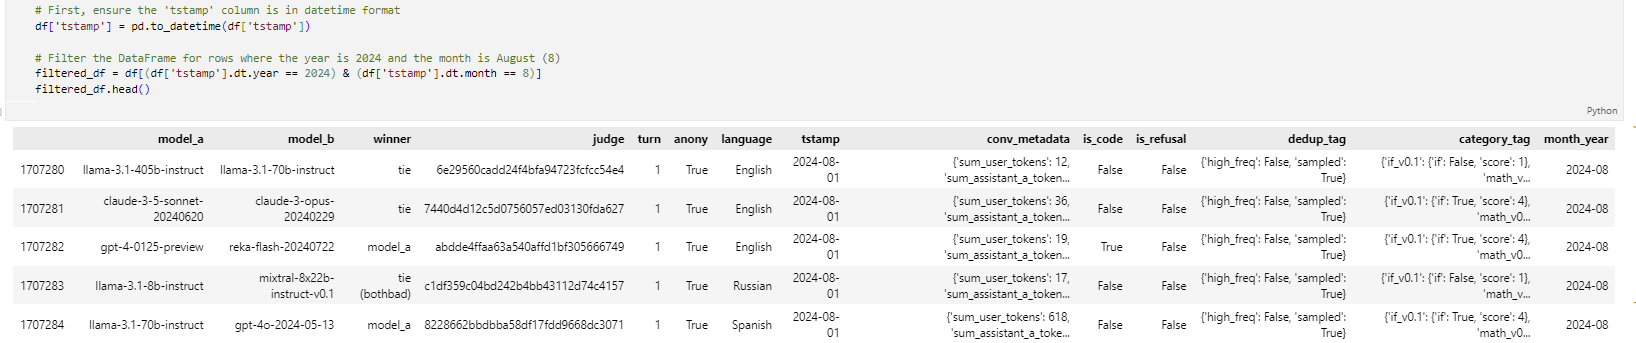 # First, ensure the 'tstamp' column is in datetime format
df['tstamp'] = pd.to_datetime(df['tstamp'])
# Filter the DataFrame for rows where the year is 2024 and the month is August (8)
filtered_df = df[(df['tstamp'].dt.year == 2024) & (df['tstamp'].dt.month == 8)]
filtered_df.head()
Python
model_a model_b winner judge turn anony language tstamp conv_metadata is_code is_refusal dedup_tag category_tag month_year
1707280 llama-3.1-405b-instruct llama-3.1-70b-instruct tie 6e29560cadd24f4bfa94723fcfcc54e4 1 True English 2024-08-01 {'sum_user_tokens': 12, 'sum_assistant_a_token... False False {'high_freq': False, 'sampled': True} {'if_v0.1': {'if': False, 'score': 1}, 'math_v... 2024-08
1707281 claude-3-5-sonnet-20240620 claude-3-opus-20240229 tie 7440d4d12c5d0756057ed03130fda627 1 True English 2024-08-01 {'sum_user_tokens': 36, 'sum_assistant_a_token... False False {'high_freq': False, 'sampled': True} {'if_v0.1': {'if': True, 'score': 4}, 'math_v0... 2024-08
1707282 gpt-4-0125-preview reka-flash-20240722 model_a abdde4ffaa63a540affd1bf305666749 1 True English 2024-08-01 {'sum_user_tokens': 19, 'sum_assistant_a_token... True False {'high_freq': False, 'sampled': True} {'if_v0.1': {'if': True, 'score': 4}, 'math_v0... 2024-08
1707283 llama-3.1-8b-instruct mixtral-8x22b-instruct-v0.1 tie (bothbad) c1df359c04bd242b4bb43112d74c4157 1 True Russian 2024-08-01 {'sum_user_tokens': 17, 'sum_assistant_a_token... False False {'high_freq': False, 'sampled': True} {'if_v0.1': {'if': False, 'score': 1}, 'math_v... 2024-08
1707284 llama-3.1-70b-instruct gpt-4o-2024-05-13 model_a 8228662bbdbba58df17fdd9668dc3071 1 True Spanish 2024-08-01 {'sum_user_tokens': 618, 'sum_assistant_a_toke... False False {'high_freq': False, 'sampled': True} {'if_v0.1': {'if': True, 'score': 4}, 'math_v0... 2024-08